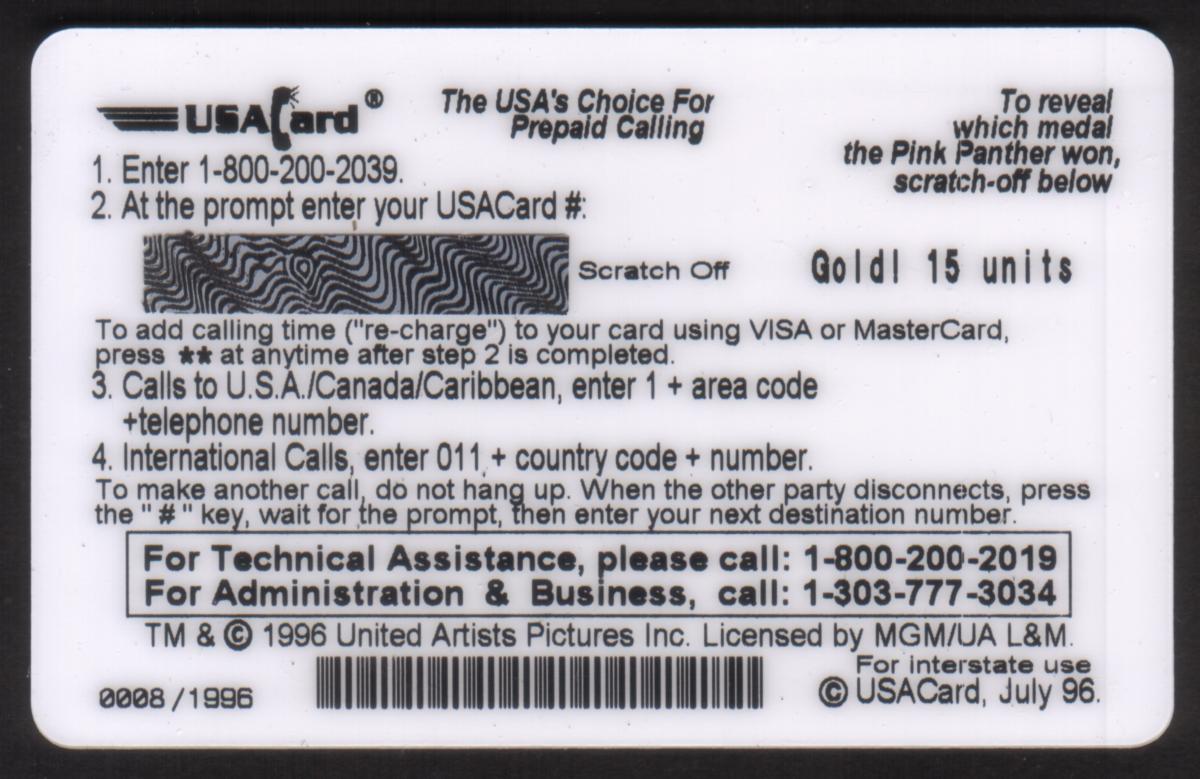 USACard®
The USA's Choice For
Prepaid Calling
To reveal
which medal
the Pink Panther won,
scratch-off below
1. Enter 1-800-200-2039.
2. At the prompt enter your USACard #:
Scratch Off
Gold! 15 units
To add calling time ("re-charge") to your card using VISA or MasterCard,
press ** at anytime after step 2 is completed.
3. Calls to U.S.A./Canada/Caribbean, enter 1 + area code
+telephone number.
4. International Calls, enter 011 + country code + number.
To make another call, do not hang up. When the other party disconnects, press
the " # " key, wait for the prompt, then enter your next destination number.
For Technical Assistance, please call: 1-800-200-2019
For Administration & Business, call: 1-303-777-3034
TM & © 1996 United Artists Pictures Inc. Licensed by MGM/UA L&M.
0008/1996
For interstate use
© USACard, July 96.